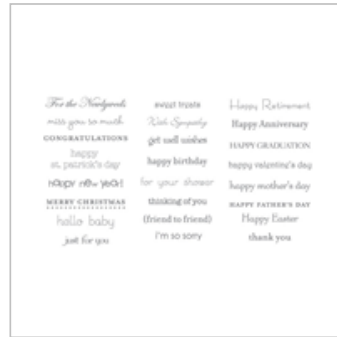 For the Newlyweds
miss you so much
CONGRATULATIONS
happy
st. patrick's day
happy new year!
MERRY CHRISTMAS
hello baby
just for you
sweet treats
With Sympathy
get well wishes
happy birthday
for your shower
thinking of you
(friend to friend)
I'm so sorry
Happy Retirement
Happy Anniversary
HAPPY GRADUATION
happy valentine's day
happy mother's day
HAPPY FATHER'S DAY
Happy Easter
thank you